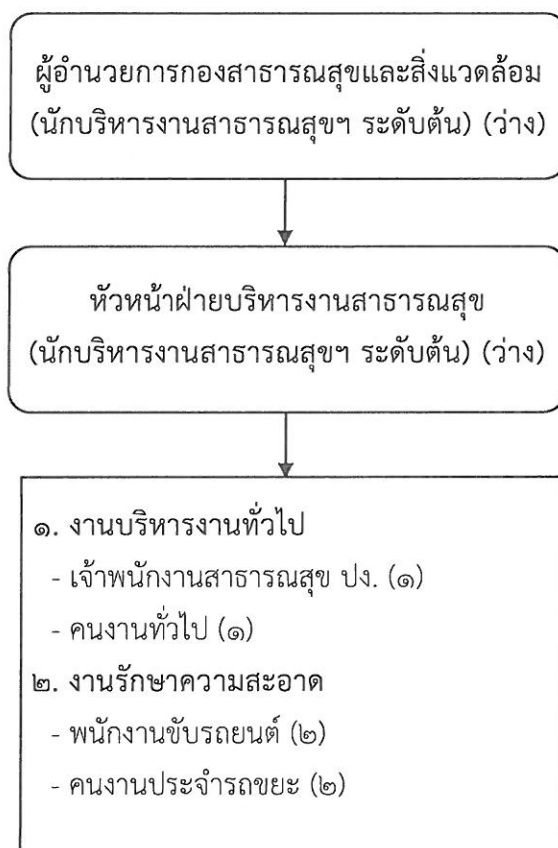 ผู้อำนวยการกองสาธารณสุขและสิ่งแวดล้อม
(นักบริหารงานสาธารณสุขฯ ระดับต้น) (ว่าง)
หัวหน้าฝ่ายบริหารงานสาธารณสุข
(นักบริหารงานสาธารณสุขฯ ระดับต้น) (ว่าง)
๑. งานบริหารงานทั่วไป
- เจ้าพนักงานสาธารณสุข ปง. (๑)
- คนงานทั่วไป (๑)
๒. งานรักษาความสะอาด
- พนักงานขับรถยนต์ (๒)
- คนงานประจำรถขยะ (๒)